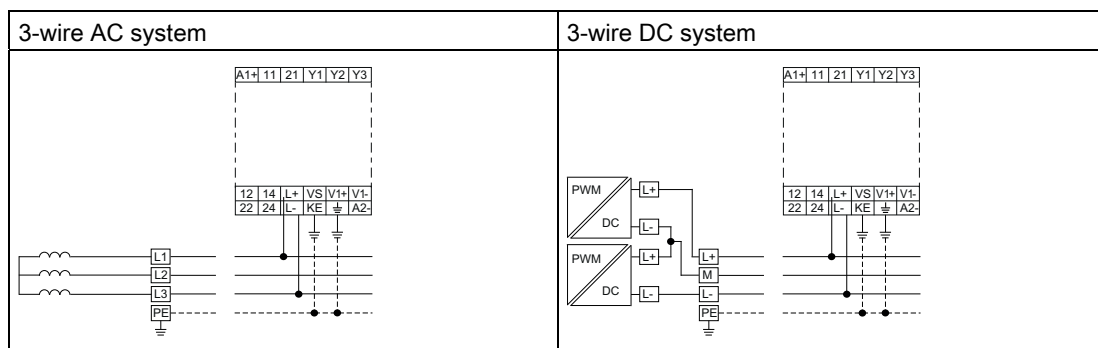 3-wire AC system
3-wire DC system
A1+ 11 21 Y1 Y2 Y3
12 14 L+ VS V1+ V1-
22 24 L- KE A2-
L1
L2
L3
PE
A1+ 11 21 Y1 Y2 Y3
PWM
DC
L+
L-
PWM
DC
L+
L-
12 14 L+ VS V1+ V1-
22 24 L- KE A2-
L+
M
L-
PE